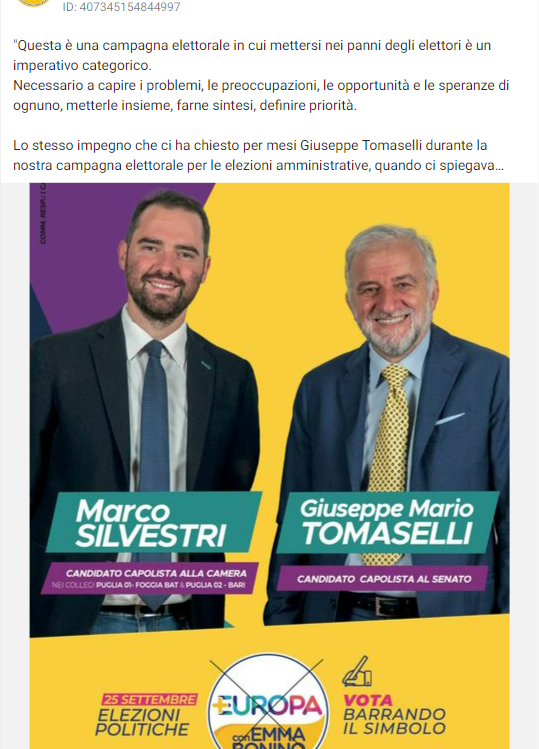 ID: 407345154844997
"Questa è una campagna elettorale in cui mettersi nei panni degli elettori è un
imperativo categorico.
Necessario a capire i problemi, le preoccupazioni, le opportunità e le speranze di
ognuno, metterle insieme, farne sintesi, definire priorità.
Lo stesso impegno che ci ha chiesto per mesi Giuseppe Tomaselli durante la
nostra campagna elettorale per le elezioni amministrative, quando ci spiegava...
COMM. RESP.
Marco
SILVESTRI
CANDIDATO CAPOLISTA ALLA CAMERA
NEI COLLEGI PUGLIA 01- FOGGIA BAT & PUGLIA 02 - BARI
Giuseppe Mario
TOMASELLI
CANDIDATO CAPOLISTA AL SENATO
25 SETTEMBRE
ELEZIONI
POLITICHE
+EUROPA
con EMMA
BONINO
VOTA
BARRANDO
IL SIMBOLO